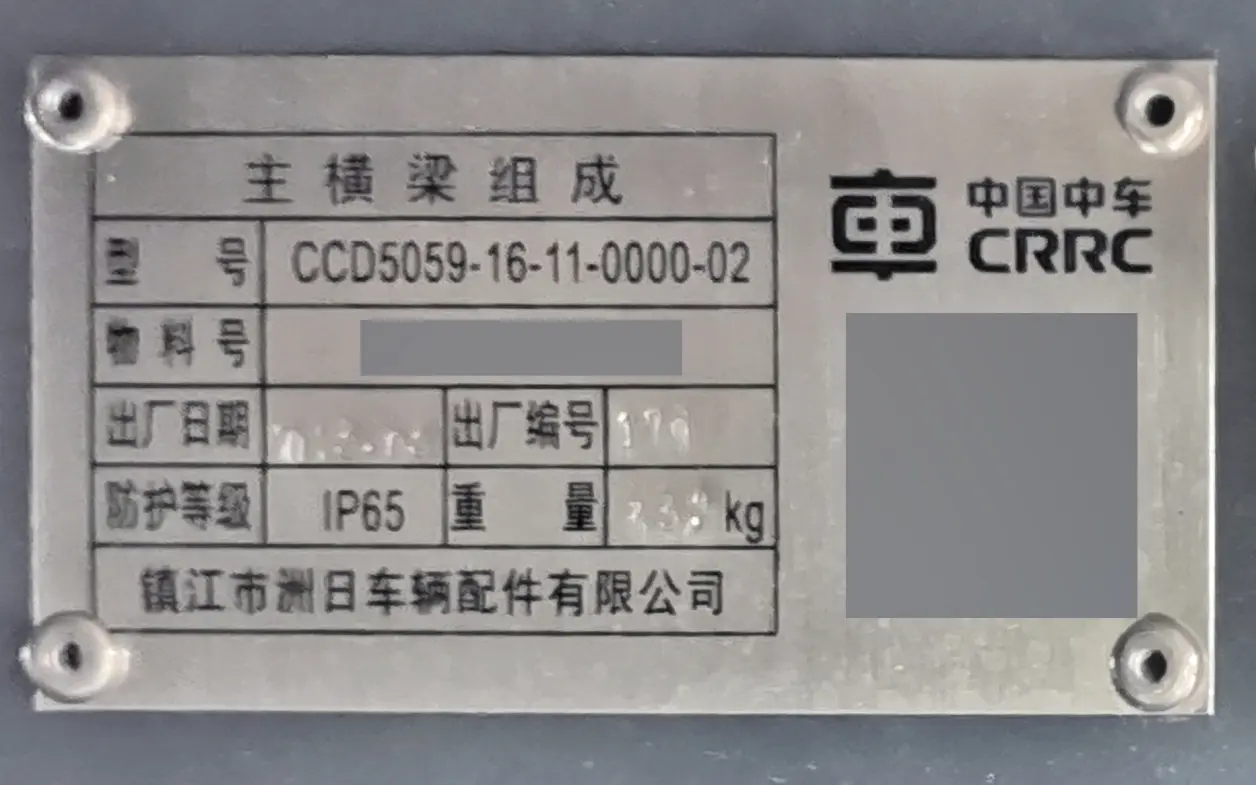 主横梁组成
中国中车
CRRC
型号 CCD5059-16-11-0000-02
物料号
出厂日期 出厂编号
防护等级 IP65 重量 kg
镇江市洲日车辆配件有限公司